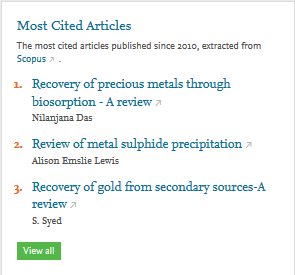 Most Cited Articles
The most cited articles published since 2010, extracted from
Scopus ↗ .
1. Recovery of precious metals through
biosorption - A review ↗
Nilanjana Das
2. Review of metal sulphide precipitation ↗
Alison Emslie Lewis
3. Recovery of gold from secondary sources-A
review ↗
S. Syed
View all